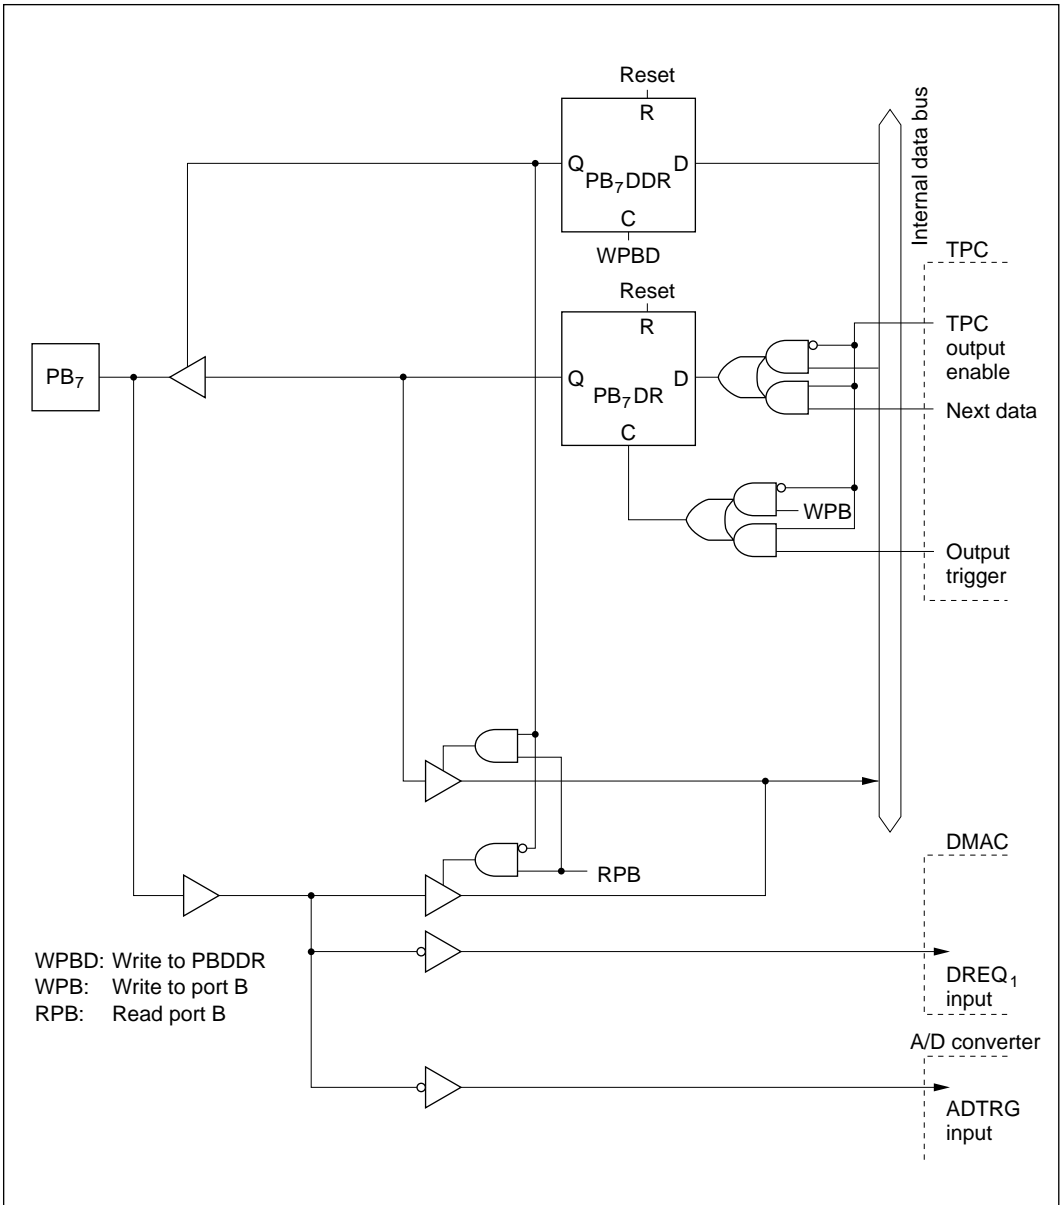 Reset
R
Q
PB₇DDR
D
C
WPBD
Internal data bus
TPC
Reset
R
TPC
output
enable
PB₇
Q
PB₇DR
D
C
Next data
WPB
Output
trigger
DMAC
RPB
WPBD: Write to PBDDR
WPB: Write to port B
RPB: Read port B
DREQ₁
input
A/D converter
ADTRG
input